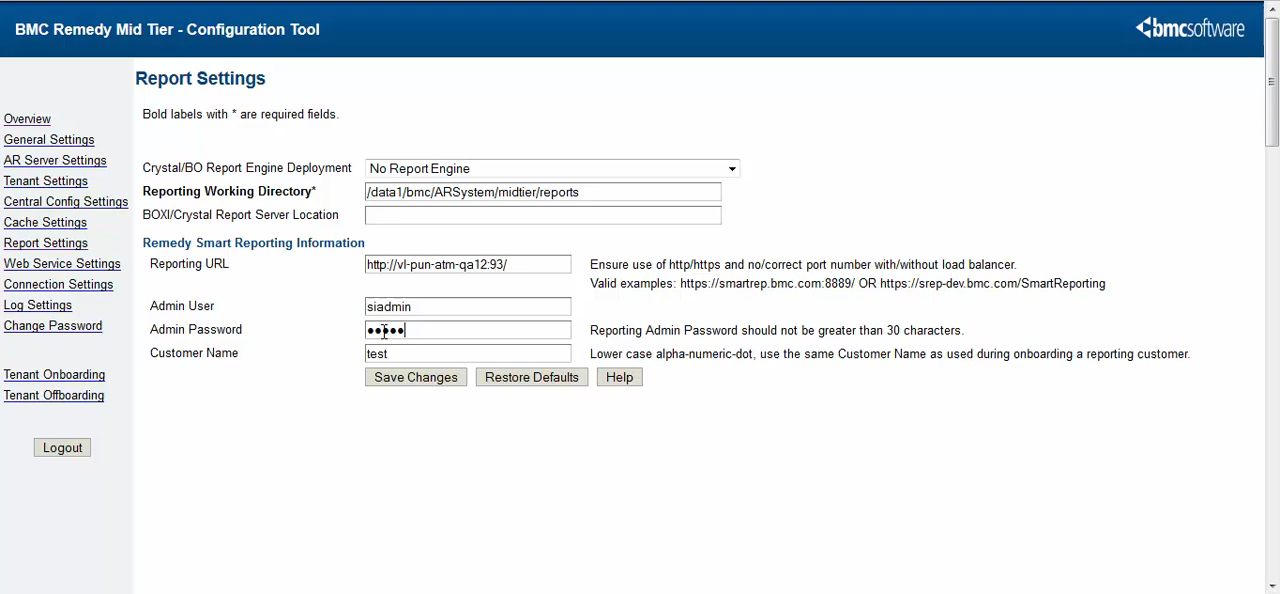 BMC Remedy Mid Tier - Configuration Tool
bmcsoftware
Report Settings
Bold labels with * are required fields.
Overview
General Settings
AR Server Settings
Tenant Settings
Central Config Settings
Cache Settings
Report Settings
Web Service Settings
Connection Settings
Log Settings
Change Password
Tenant Onboarding
Tenant Offboarding
Logout
Crystal/BO Report Engine Deployment No Report Engine
Reporting Working Directory* /data1/bmc/ARSystem/midtier/reports
BOXI/Crystal Report Server Location
Remedy Smart Reporting Information
Reporting URL http://vl-pun-atm-qa12:93/ Ensure use of http/https and no/correct port number with/without load balancer.
Valid examples: https://smartrep.bmc.com:8889/ OR https://srep-dev.bmc.com/SmartReporting
Admin User siadmin
Admin Password ●●●●● Reporting Admin Password should not be greater than 30 characters.
Customer Name test Lower case alpha-numeric-dot, use the same Customer Name as used during onboarding a reporting customer.
Save Changes Restore Defaults Help